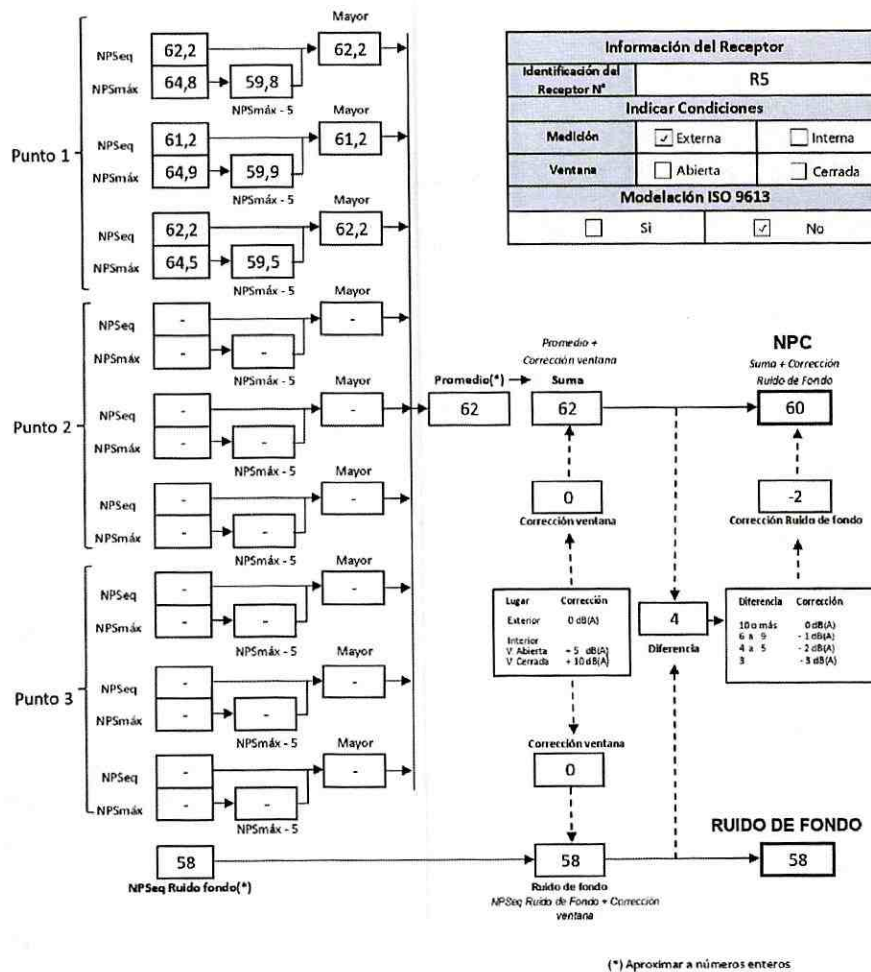 Mayor
NPSeq 62,2 62,2
NPSmáx 64,8 59,8
NPSmáx - 5
Mayor
Punto 1
NPSeq 61,2 61,2
NPSmáx 64,9 59,9
NPSmáx - 5
Mayor
NPSeq 62,2 62,2
NPSmáx 64,5 59,5
NPSmáx - 5
Información del Receptor
Identificación del Receptor N° R5
Indicar Condiciones
Medición ✓ Externa Interna
Ventana Abierta Cerrada
Modelación ISO 9613
Sì ✓ No
Mayor
NPSeq - -
NPSmáx - -
NPSmáx - 5
Mayor
Punto 2
NPSeq - -
NPSmáx - -
NPSmáx - 5
Mayor
NPSeq - -
NPSmáx - -
NPSmáx - 5
Mayor
NPSeq - -
NPSmáx - -
NPSmáx - 5
Mayor
Punto 3
NPSeq - -
NPSmáx - -
NPSmáx - 5
Mayor
NPSeq - -
NPSmáx - -
NPSmáx - 5
58
NPSeq Ruido fondo(*)
Promedio(*)
62
Promedio +
Corrección ventana
Suma
62
0
Corrección ventana
Lugar Corrección
Exterior 0 dB(A)
Interior
V. Abierta + 5 dB(A)
V. Cerrada + 10 dB(A)
Corrección ventana
0
58
Ruido de fondo
NPSeq Ruido de Fondo + Corrección
ventana
4
Diferencia
NPC
Suma + Corrección
Ruido de Fondo
60
-2
Corrección Ruido de fondo
Diferencia Corrección
10 o más 0 dB(A)
6 a 9 - 1 dB(A)
4 a 5 - 2 dB(A)
3 - 3 dB(A)
RUIDO DE FONDO
58
(*) Aproximar a números enteros